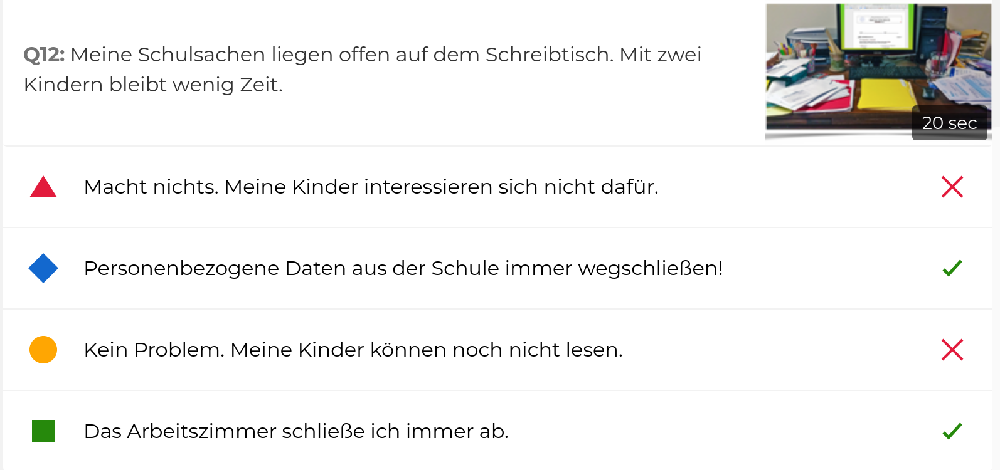 Q12: Meine Schulsachen liegen offen auf dem Schreibtisch. Mit zwei
Kindern bleibt wenig Zeit.
20 sec
Macht nichts. Meine Kinder interessieren sich nicht dafür.
Personenbezogene Daten aus der Schule immer wegschließen!
Kein Problem. Meine Kinder können noch nicht lesen.
Das Arbeitszimmer schließe ich immer ab.